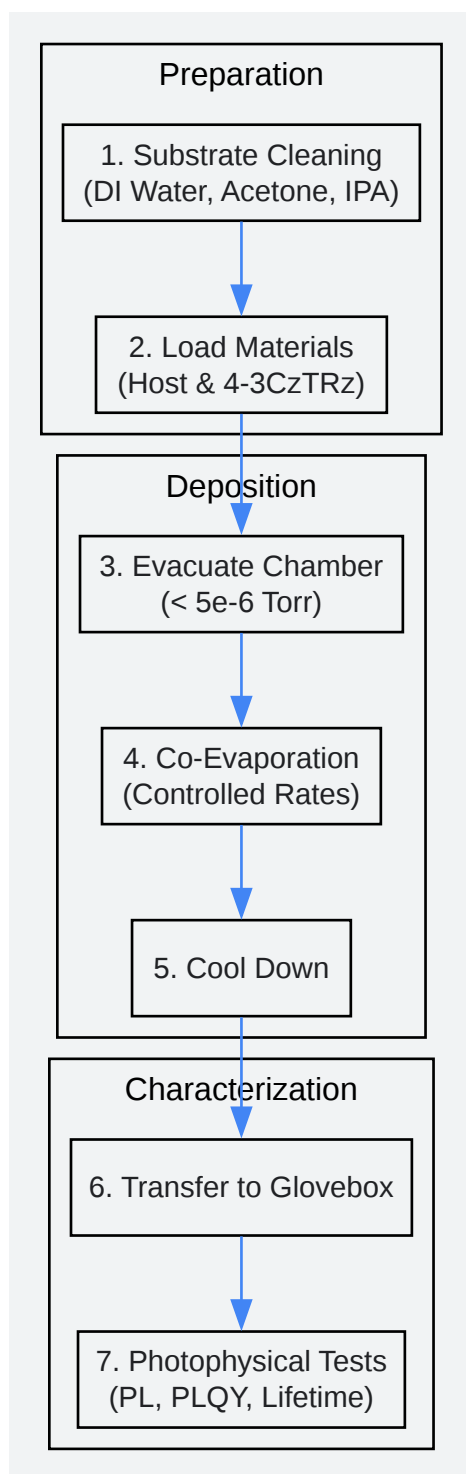 Preparation
1. Substrate Cleaning
(DI Water, Acetone, IPA)
2. Load Materials
(Host & 4-3CzTRz)
Deposition
3. Evacuate Chamber
(< 5e-6 Torr)
4. Co-Evaporation
(Controlled Rates)
5. Cool Down
Characterization
6. Transfer to Glovebox
7. Photophysical Tests
(PL, PLQY, Lifetime)